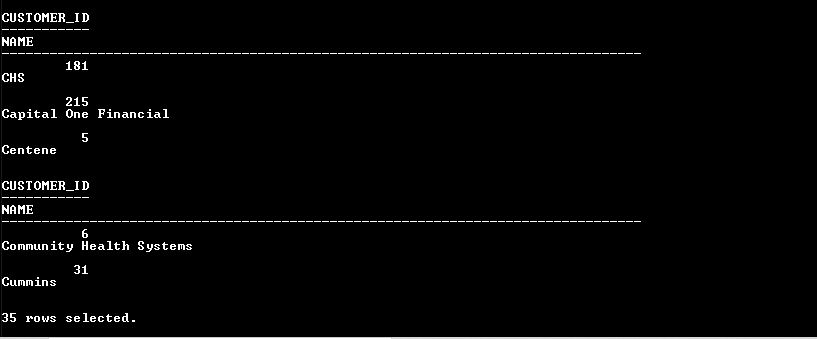 CUSTOMER_ID
-----------
NAME
--------------------------------------------------------------------------------
181
CHS
215
Capital One Financial
5
Centene
CUSTOMER_ID
-----------
NAME
--------------------------------------------------------------------------------
6
Community Health Systems
31
Cummins
35 rows selected.